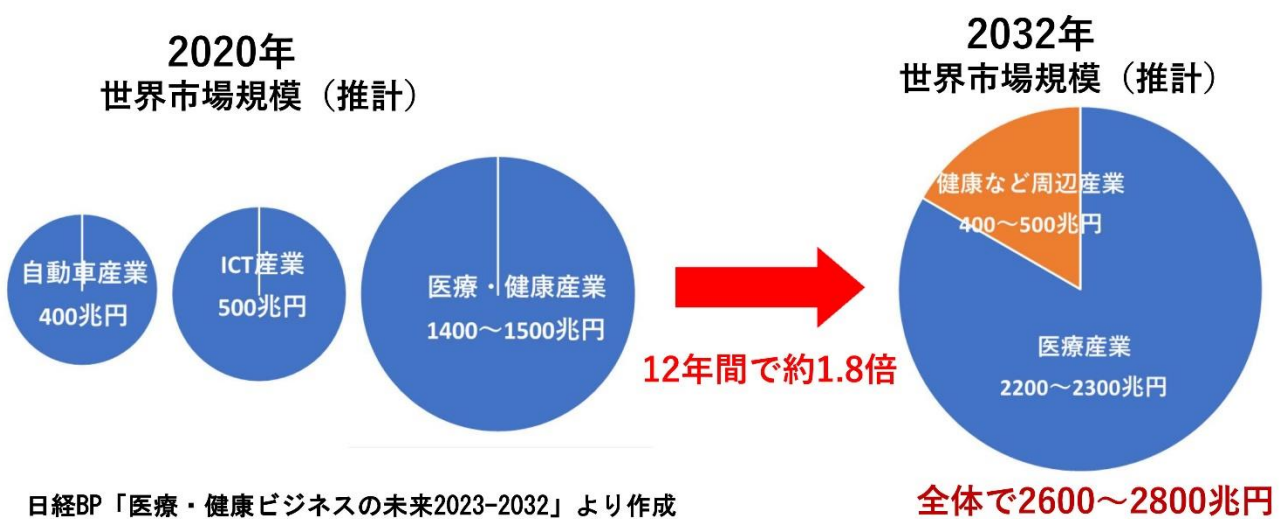 2020年
世界市場規模（推計）
自動車産業
400兆円
ICT産業
500兆円
医療・健康産業
1400～1500兆円
12年間で約1.8倍
2032年
世界市場規模（推計）
健康など周辺産業
400～500兆円
医療産業
2200～2300兆円
全体で2600～2800兆円
日経BP「医療・健康ビジネスの未来2023-2032」より作成